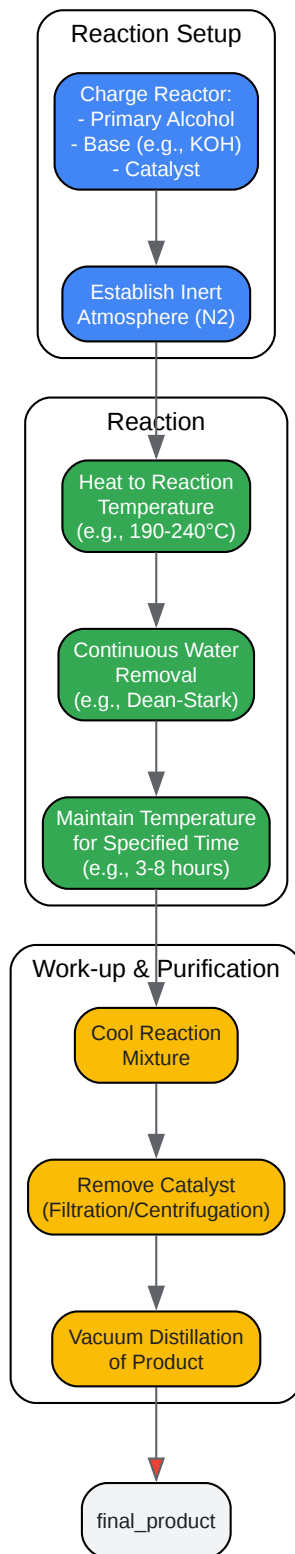 Reaction Setup
Charge Reactor:
- Primary Alcohol
- Base (e.g., KOH)
- Catalyst
Establish Inert
Atmosphere (N2)
Reaction
Heat to Reaction
Temperature
(e.g., 190-240°C)
Continuous Water
Removal
(e.g., Dean-Stark)
Maintain Temperature
for Specified Time
(e.g., 3-8 hours)
Work-up & Purification
Cool Reaction
Mixture
Remove Catalyst
(Filtration/Centrifugation)
Vacuum Distillation
of Product
final_product